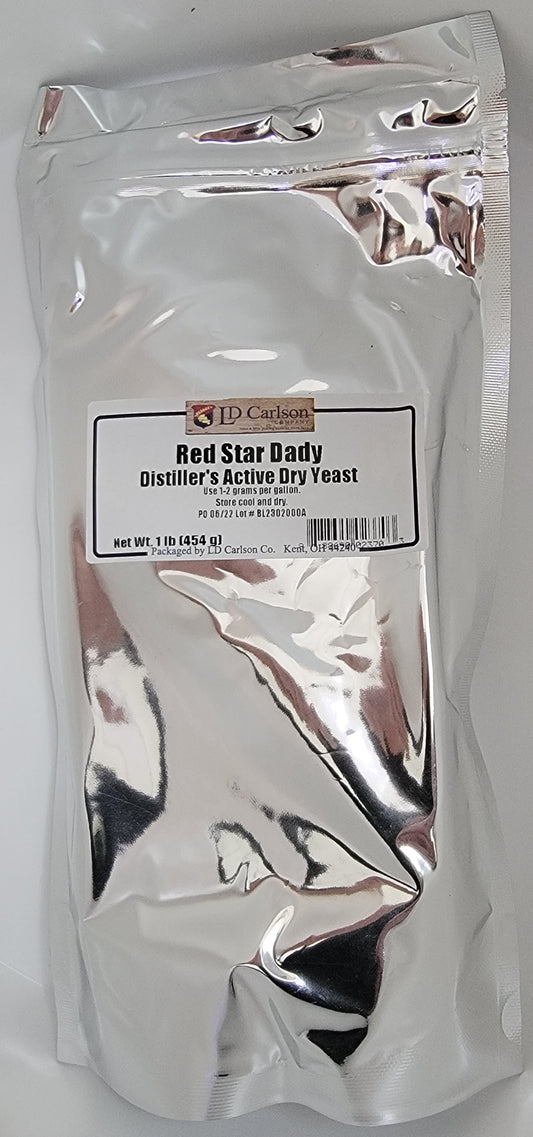 LD Carlson
COMPANY
Red Star Dady
Distiller's Active Dry Yeast
Use 1-2 grams per gallon.
Store cool and dry.
PO 06/22 Lot # BL2302000A
Net Wt. 1 lb (454 g)
Packaged by LD Carlson Co. Kent, OH 44240